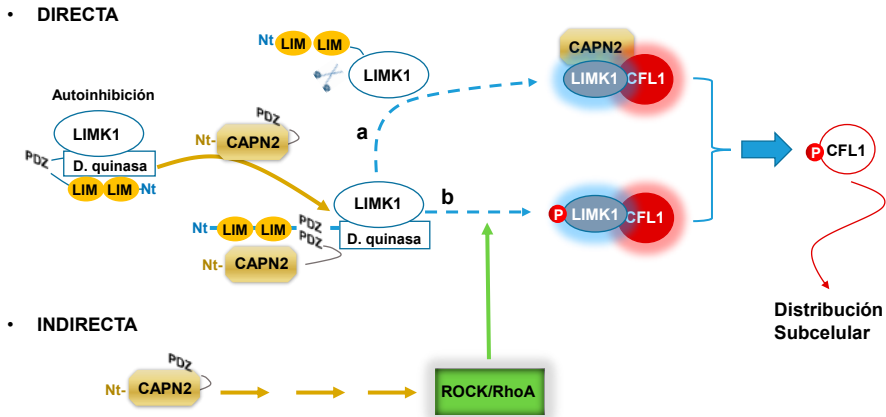 • DIRECTA
Nt LIM LIM
LIMK1
Autoinhibición
LIMK1
PDZ
D. quinasa
LIM LIM -Nt
PDZ
Nt- CAPN2
a
CAPN2
LIMK1 CFL1
P CFL1
LIMK1
b
D. quinasa
Nt LIM LIM PDZ
PDZ
Nt- CAPN2
P LIMK1 CFL1
Distribución
Subcelular
• INDIRECTA
PDZ
Nt- CAPN2
ROCK/RhoA